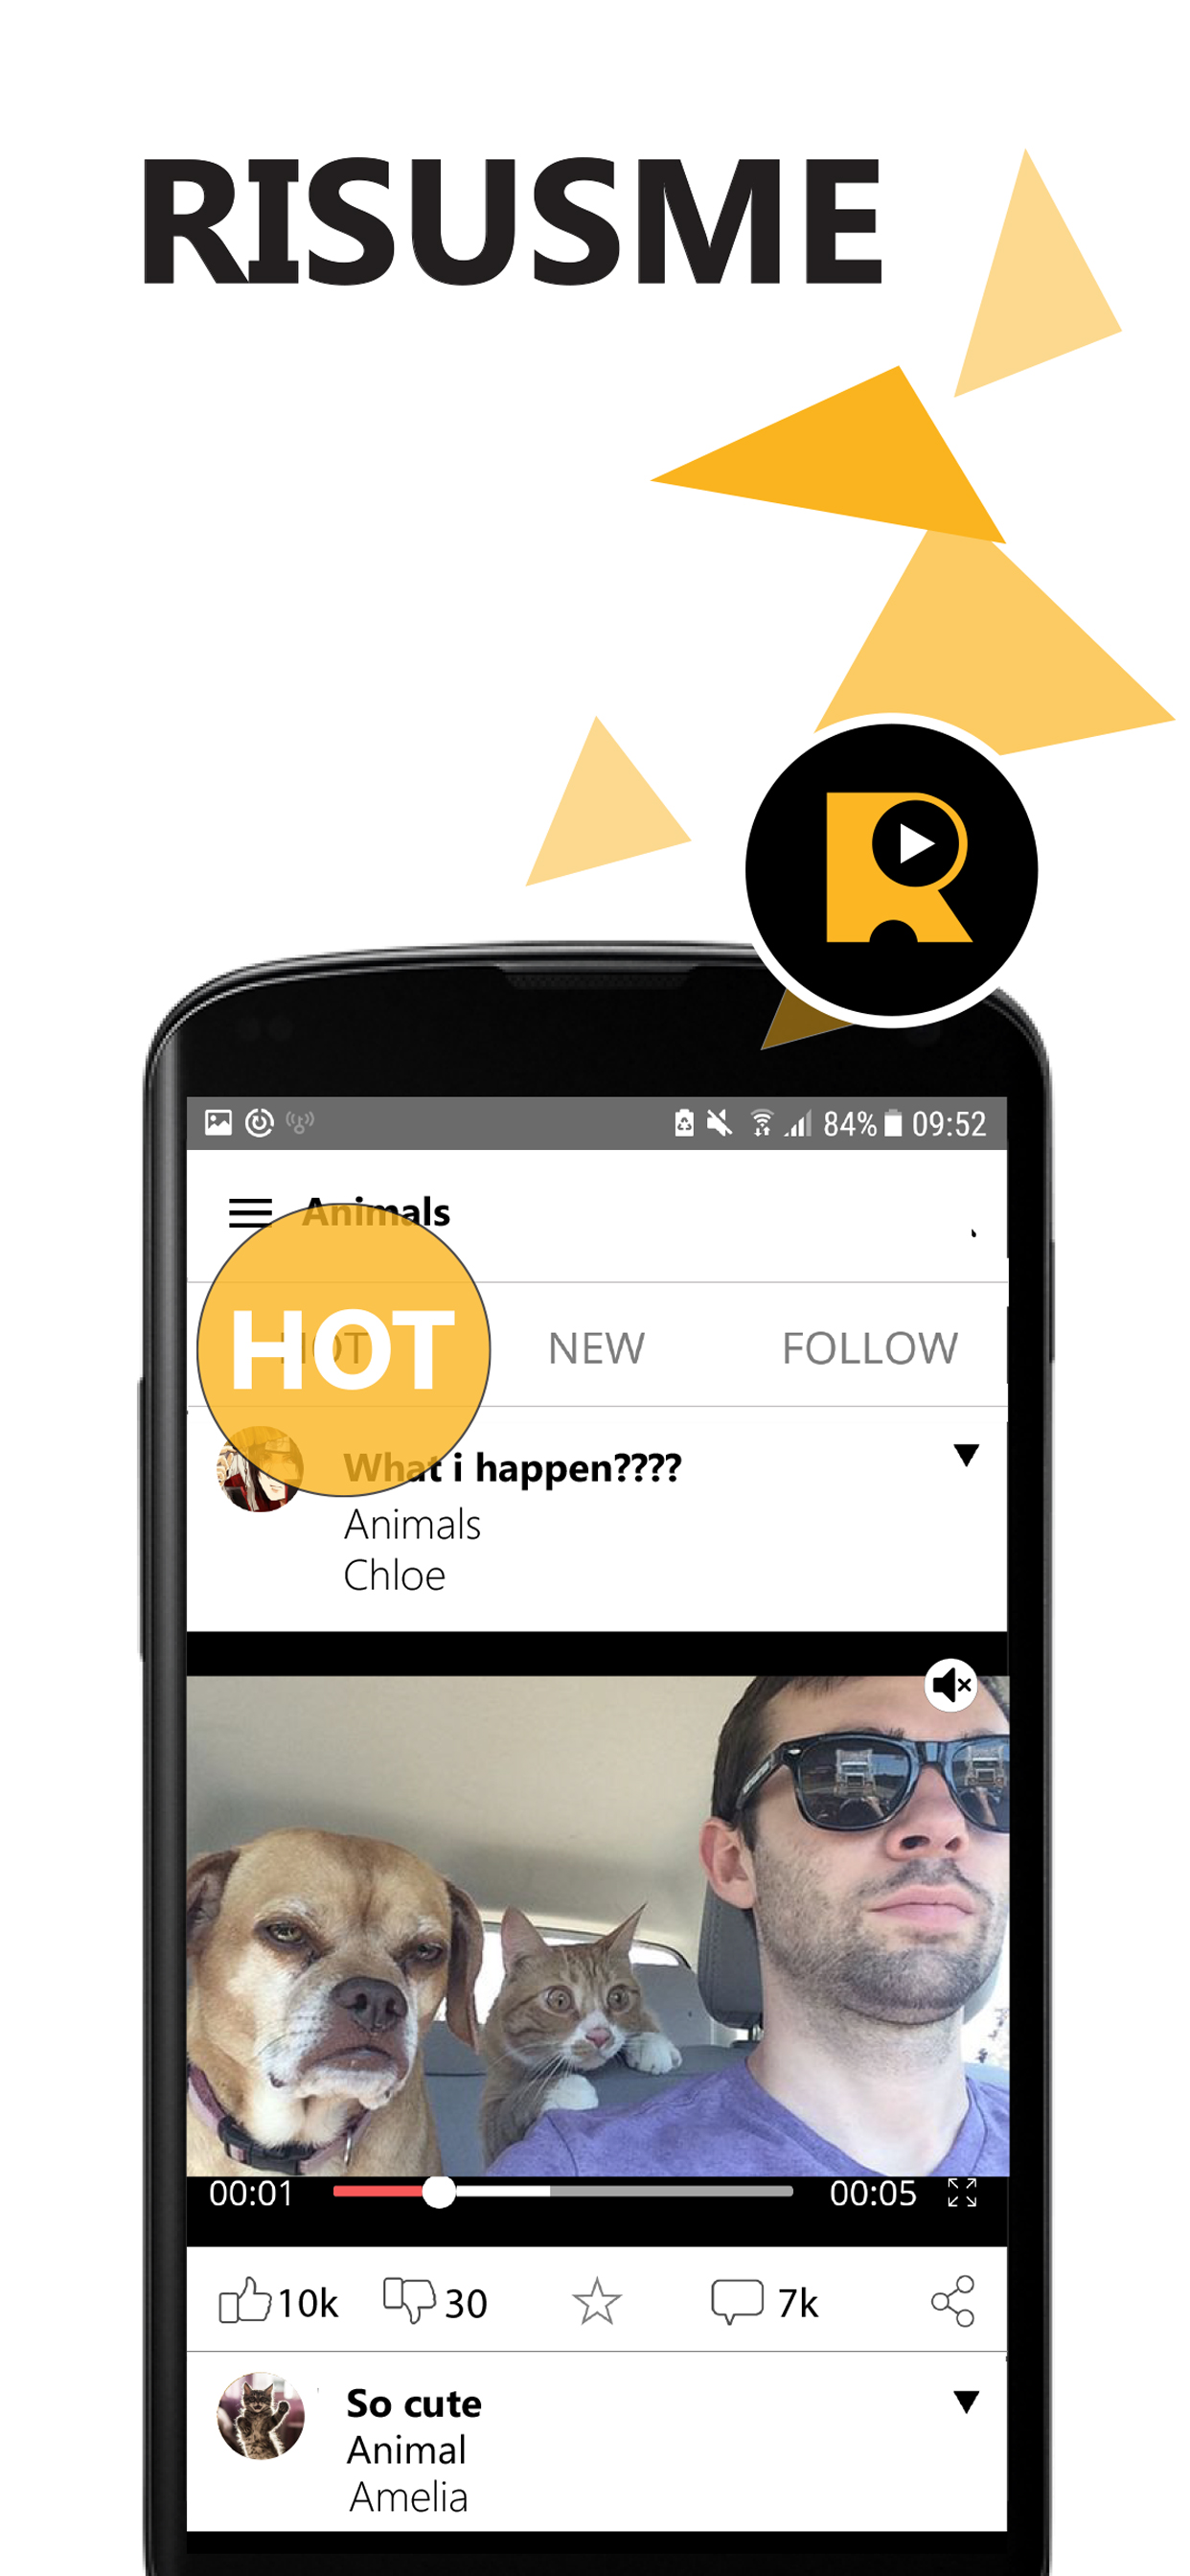 RISUSME
84% 09:52
Animals
HOT
HOT NEW FOLLOW
What i happen????
Animals
Chloe
00:01 00:05
10k 30 7k
So cute
Animal
Amelia